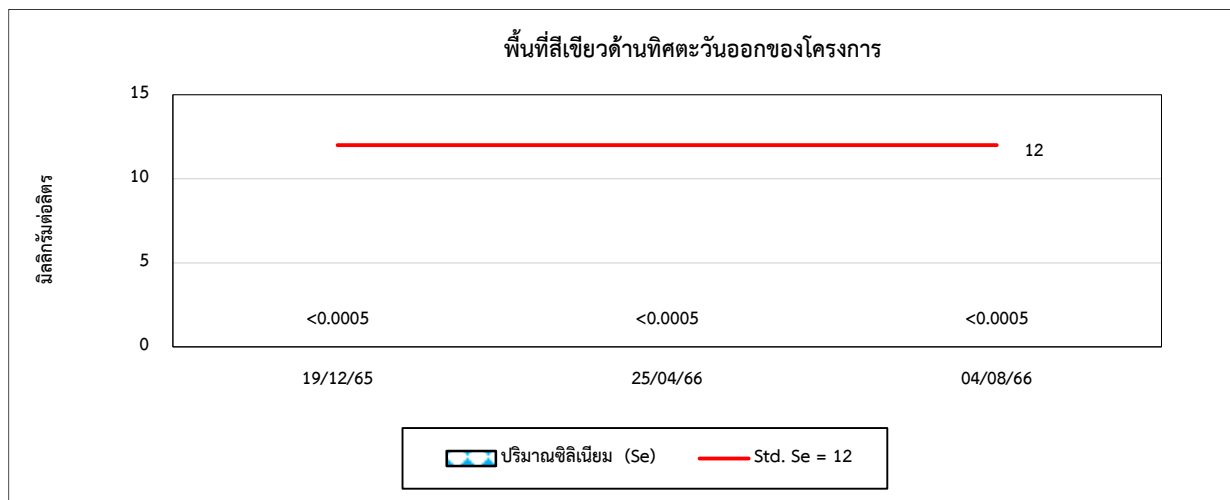 พื้นที่สีเขียวด้านทิศตะวันออกของโครงการ
15
10
5
0
มิลลิกรัมต่อลิตร
12
<0.0005 <0.0005 <0.0005
19/12/65 25/04/66 04/08/66
ปริมาณซิลิเนียม (Se) Std. Se = 12